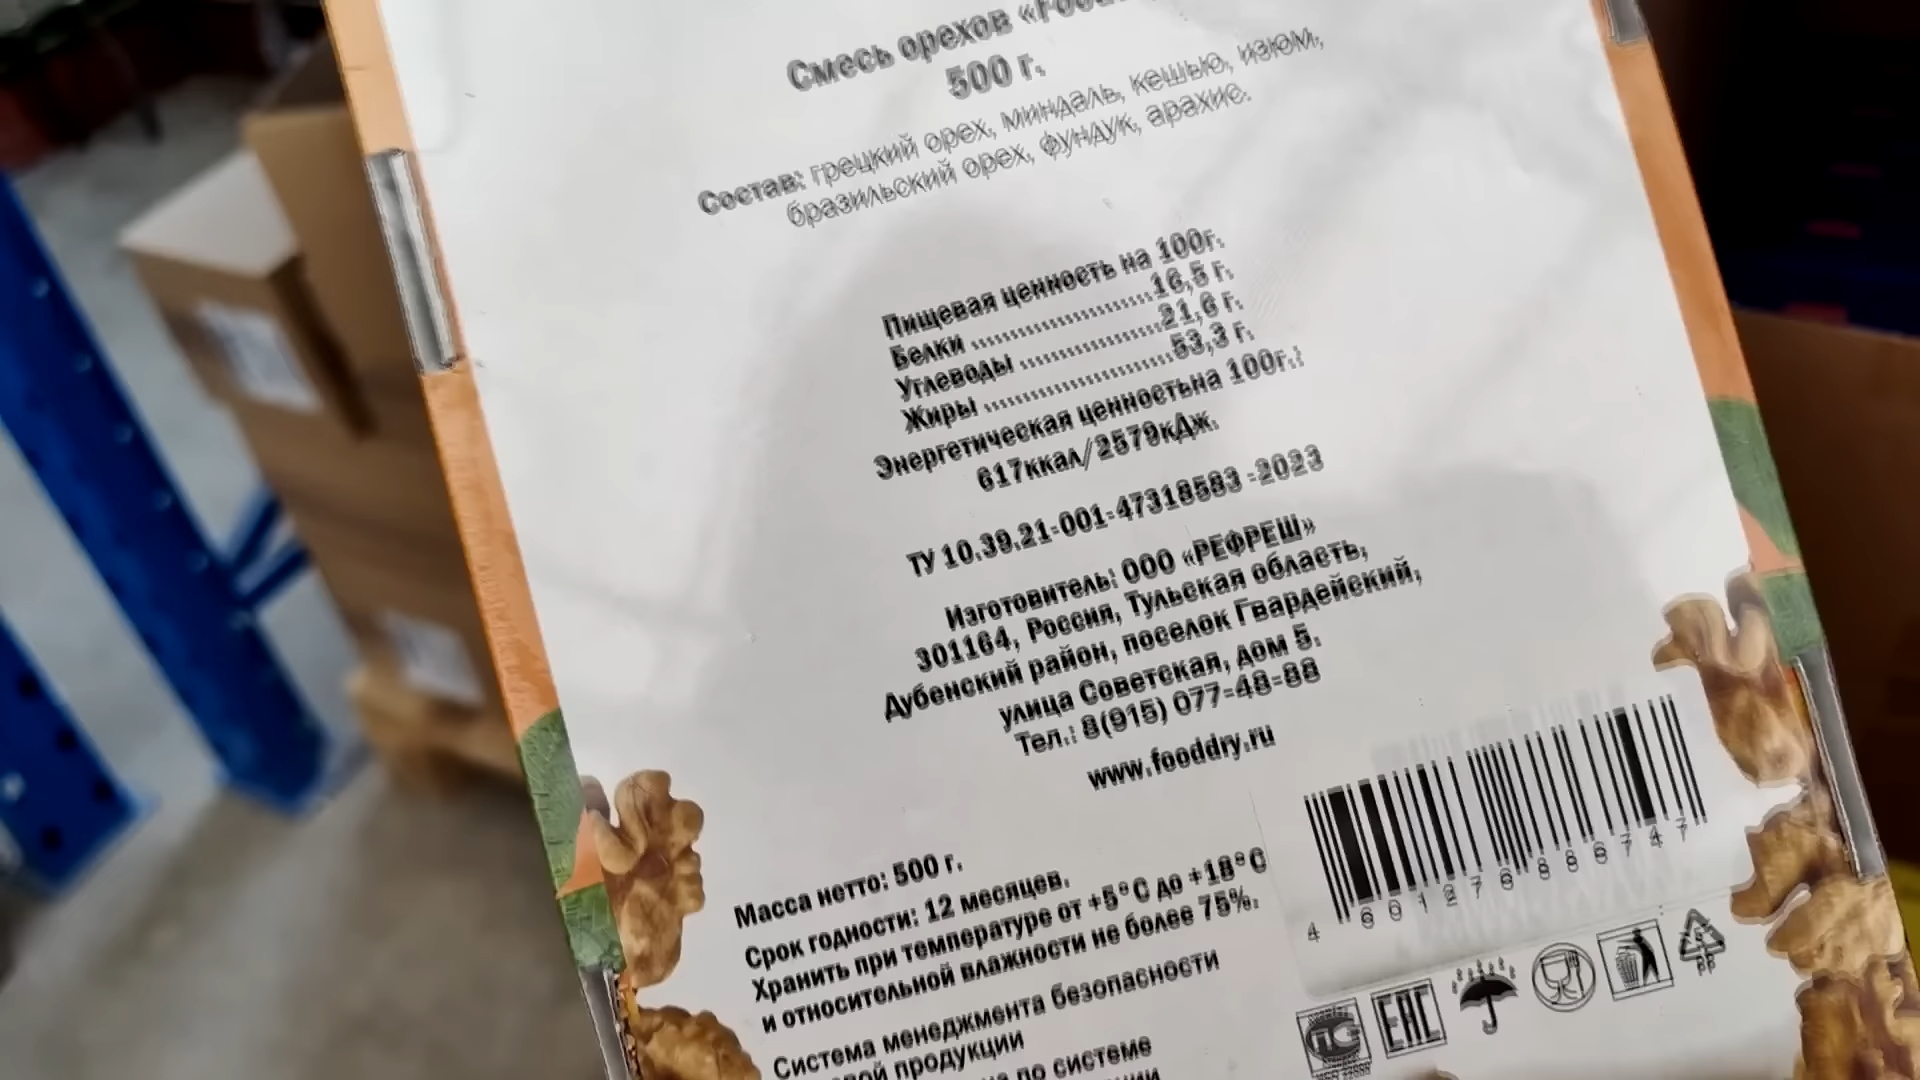 Смесь орехов
500 г.
Состав: грецкий орех, миндаль, кешью, изюм,
бразильский орех, фундук, арахис.
Пищевая ценность на 100г.
Белки ........................16,5 г.
Углеводы ..................21,6 г.
Жиры ........................53,3 г.
Энергетическая ценностьна 100г.:
617ккал/2579кДж.
ТУ 10.39.21-001-47318583 -2023
Изготовитель: ООО «РЕФРЕШ»
301164, Россия, Тульская область,
Дубенский район, поселок Гвардейский,
улица Советская, дом 5.
Тел.: 8(915) 077-48-88
www.fooddry.ru
Масса нетто: 500 г.
Срок годности: 12 месяцев.
Хранить при температуре от +5°С до +18°С
и относительной влажности не более 75%.
Система менеджмента безопасности
продукции
по системе
ЕАС